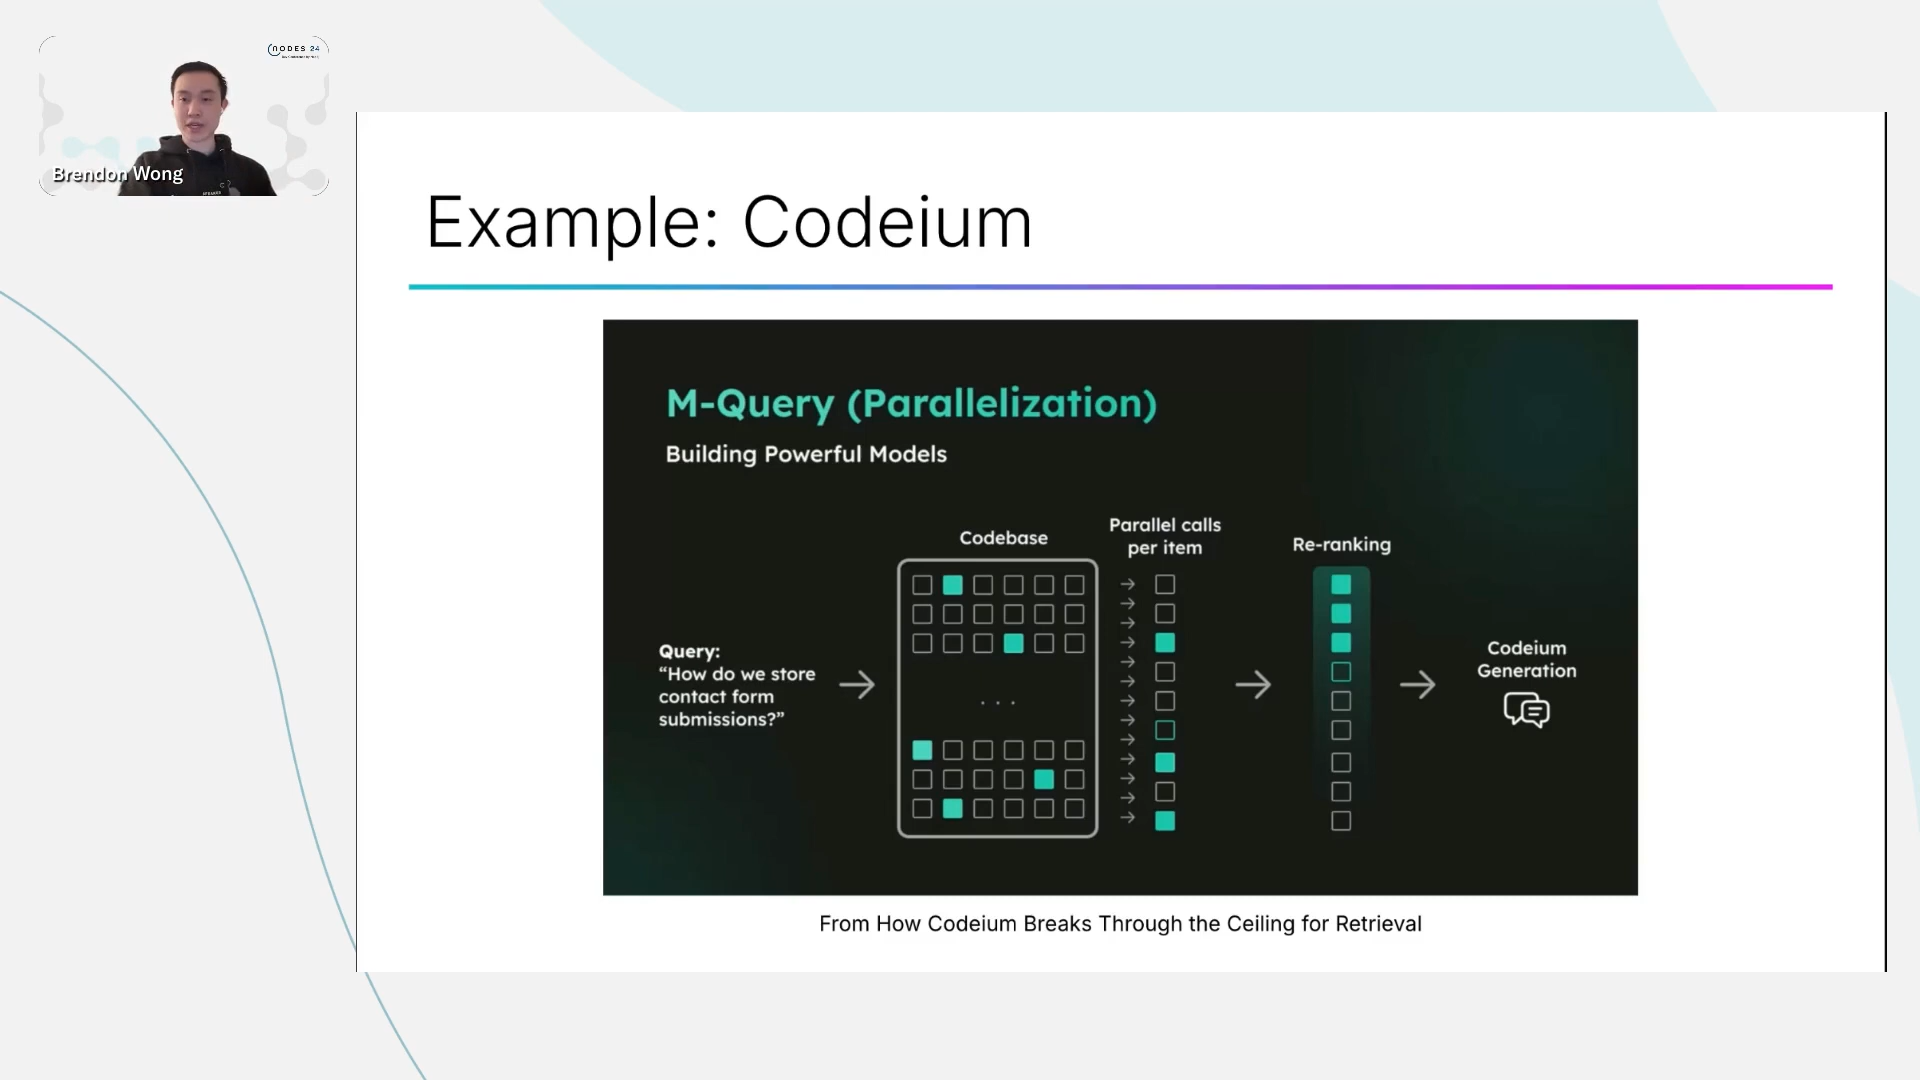 NODES 24
Brendon Wong
Example: Codeium
M-Query (Parallelization)
Building Powerful Models
Codebase
Parallel calls
per item
Re-ranking
Query:
“How do we store
contact form
submissions?”
. . .
Codeium
Generation
From How Codeium Breaks Through the Ceiling for Retrieval